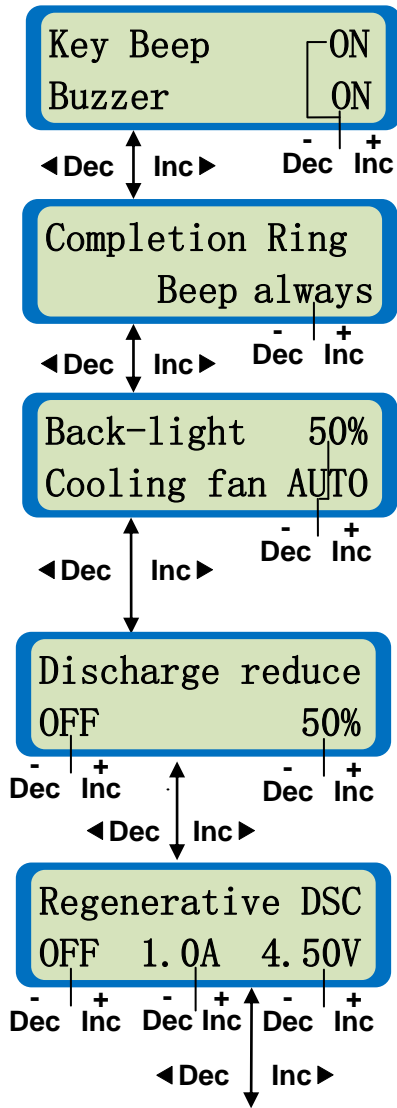 Key Beep ON
Buzzer ON
- +
Dec Inc
◄Dec Inc►
Completion Ring
Beep always
- +
Dec Inc
◄Dec Inc►
Back-light 50%
Cooling fan AUTO
- +
Dec Inc
◄Dec Inc►
Discharge reduce
OFF 50%
- + - +
Dec Inc Dec Inc
◄Dec Inc►
Regenerative DSC
OFF 1.0A 4.50V
- + - + - +
Dec Inc Dec Inc Dec Inc
◄Dec Inc►